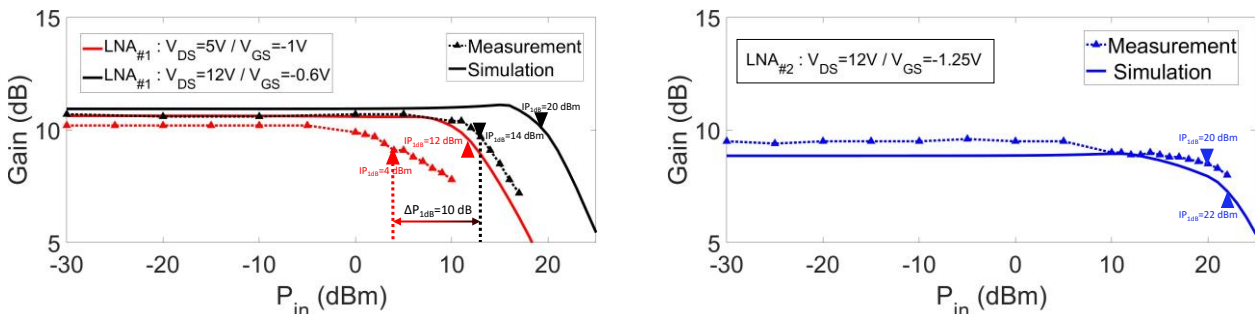 15
10
5
Gain (dB)
LNA#1 : VDS=5V / VGS=-1V
LNA#1 : VDS=12V / VGS=-0.6V
Measurement
Simulation
IP1dB=20 dBm
IP1dB=14 dBm
IP1dB=12 dBm
IP1dB=4 dBm
ΔP1dB=10 dB
-30 -20 -10 0 10 20
Pin (dBm)
15
10
5
Gain (dB)
LNA#2 : VDS=12V / VGS=-1.25V
Measurement
Simulation
IP1dB=20 dBm
IP1dB=22 dBm
-30 -20 -10 0 10 20
Pin (dBm)